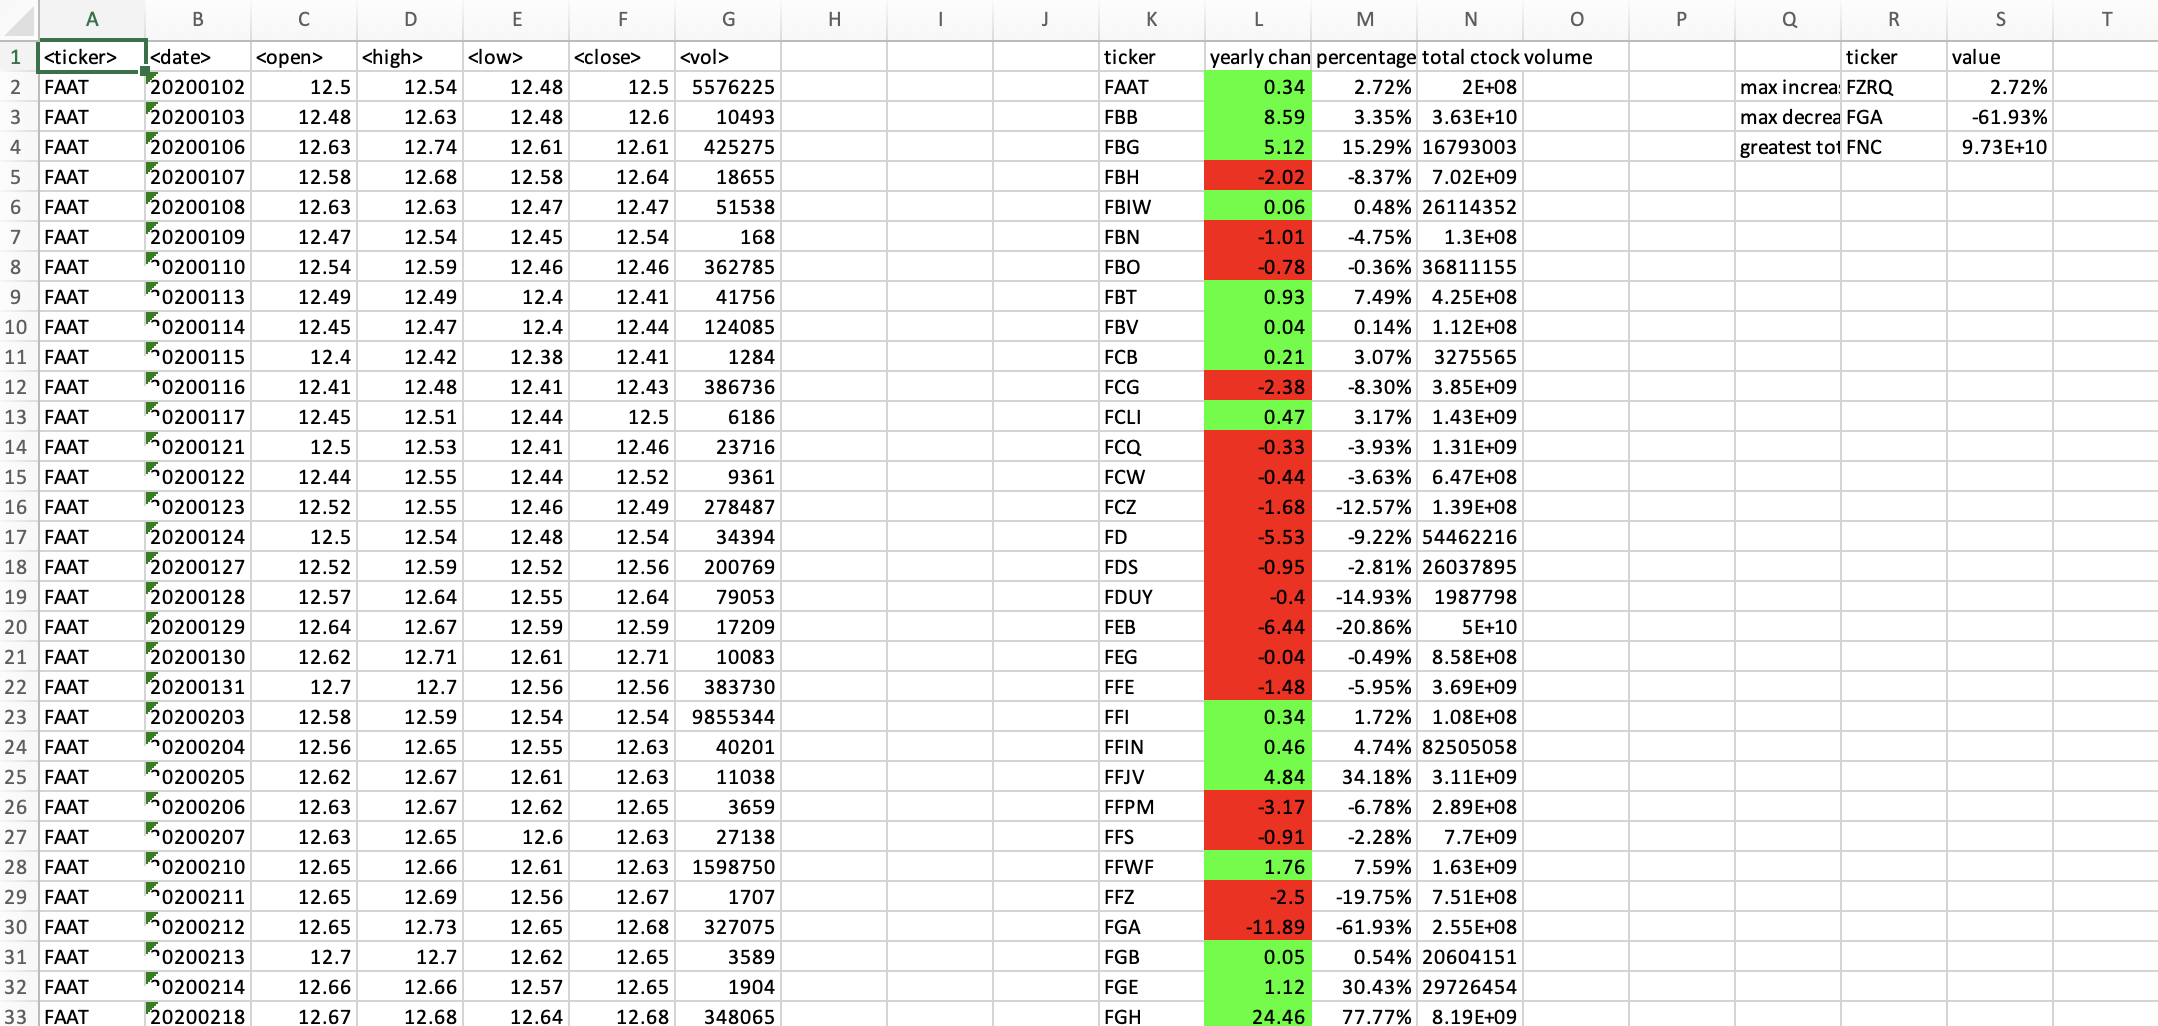 A B C D E F G H I J K L M N O P Q R S T
1 <ticker> <date> <open> <high> <low> <close> <vol> ticker yearly chan percentage total ctock volume ticker value
2 FAAT 20200102 12.5 12.54 12.48 12.5 5576225 FAAT 0.34 2.72% 2E+08 max increa: FZRQ 2.72%
3 FAAT 20200103 12.48 12.63 12.48 12.6 10493 FBB 8.59 3.35% 3.63E+10 max decrea FGA -61.93%
4 FAAT 20200106 12.63 12.74 12.61 12.61 425275 FBG 5.12 15.29% 16793003 greatest tot FNC 9.73E+10
5 FAAT 20200107 12.58 12.68 12.58 12.64 18655 FBH -2.02 -8.37% 7.02E+09
6 FAAT 20200108 12.63 12.63 12.47 12.47 51538 FBIW 0.06 0.48% 26114352
7 FAAT 20200109 12.47 12.54 12.45 12.54 168 FBN -1.01 -4.75% 1.3E+08
8 FAAT 20200110 12.54 12.59 12.46 12.46 362785 FBO -0.78 -0.36% 36811155
9 FAAT 20200113 12.49 12.49 12.4 12.41 41756 FBT 0.93 7.49% 4.25E+08
10 FAAT 20200114 12.45 12.47 12.4 12.44 124085 FBV 0.04 0.14% 1.12E+08
11 FAAT 20200115 12.4 12.42 12.38 12.41 1284 FCB 0.21 3.07% 3275565
12 FAAT 20200116 12.41 12.48 12.41 12.43 386736 FCG -2.38 -8.30% 3.85E+09
13 FAAT 20200117 12.45 12.51 12.44 12.5 6186 FCLI 0.47 3.17% 1.43E+09
14 FAAT 20200121 12.5 12.53 12.41 12.46 23716 FCQ -0.33 -3.93% 1.31E+09
15 FAAT 20200122 12.44 12.55 12.44 12.52 9361 FCW -0.44 -3.63% 6.47E+08
16 FAAT 20200123 12.52 12.55 12.46 12.49 278487 FCZ -1.68 -12.57% 1.39E+08
17 FAAT 20200124 12.5 12.54 12.48 12.54 34394 FD -5.53 -9.22% 54462216
18 FAAT 20200127 12.52 12.59 12.52 12.56 200769 FDS -0.95 -2.81% 26037895
19 FAAT 20200128 12.57 12.64 12.55 12.64 79053 FDUY -0.4 -14.93% 1987798
20 FAAT 20200129 12.64 12.67 12.59 12.59 17209 FEB -6.44 -20.86% 5E+10
21 FAAT 20200130 12.62 12.71 12.61 12.71 10083 FEG -0.04 -0.49% 8.58E+08
22 FAAT 20200131 12.7 12.7 12.56 12.56 383730 FFE -1.48 -5.95% 3.69E+09
23 FAAT 20200203 12.58 12.59 12.54 12.54 9855344 FFI 0.34 1.72% 1.08E+08
24 FAAT 20200204 12.56 12.65 12.55 12.63 40201 FFIN 0.46 4.74% 82505058
25 FAAT 20200205 12.62 12.67 12.61 12.63 11038 FFJV 4.84 34.18% 3.11E+09
26 FAAT 20200206 12.63 12.67 12.62 12.65 3659 FFPM -3.17 -6.78% 2.89E+08
27 FAAT 20200207 12.63 12.65 12.6 12.63 27138 FFS -0.91 -2.28% 7.7E+09
28 FAAT 20200210 12.65 12.66 12.61 12.63 1598750 FFWF 1.76 7.59% 1.63E+09
29 FAAT 20200211 12.65 12.69 12.56 12.67 1707 FFZ -2.5 -19.75% 7.51E+08
30 FAAT 20200212 12.65 12.73 12.65 12.68 327075 FGA -11.89 -61.93% 2.55E+08
31 FAAT 20200213 12.7 12.7 12.62 12.65 3589 FGB 0.05 0.54% 20604151
32 FAAT 20200214 12.66 12.66 12.57 12.65 1904 FGE 1.12 30.43% 29726454
33 FAAT 20200218 12.67 12.68 12.64 12.68 348065 FGH 24.46 77.77% 8.19E+09